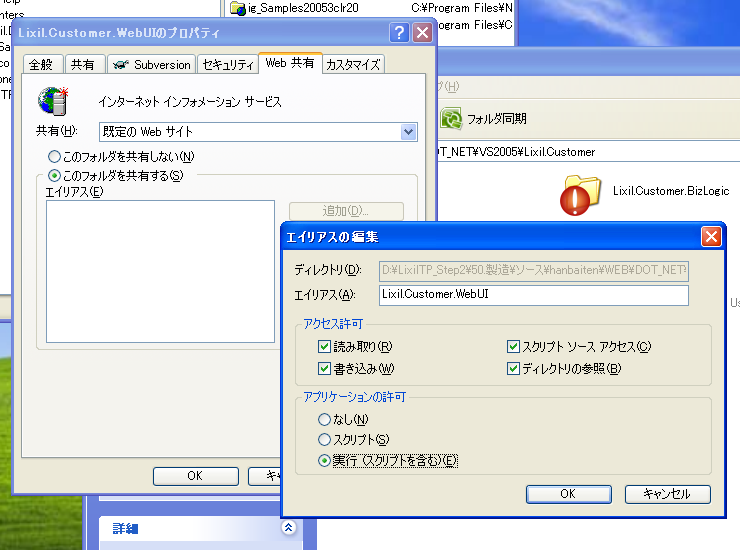 ig_Samples20053clr20
C:¥Program Files¥N
C:¥Program Files¥C
Lixil.Customer.WebUIのプロパティ
全般
共有
Subversion
セキュリティ
Web 共有
カスタマイズ
インターネット インフォメーション サービス
共有(H):
既定の Web サイト
このフォルダを共有しない(N)
このフォルダを共有する(S)
エイリアス(E)
追加(D)...
OK
フォルダ同期
OT_NET¥VS2005¥Lixil.Customer
Lixil.Customer.BizLogic
エイリアスの編集
ディレクトリ(D):
D:¥LixilTP_Step2¥50.製造¥ソース¥hanbaiten¥WEB¥DOT_NET¥
エイリアス(A):
Lixil.Customer.WebUI
アクセス許可
読み取り(R)
スクリプト ソース アクセス(C)
書き込み(W)
ディレクトリの参照(B)
アプリケーションの許可
なし(N)
スクリプト(S)
実行 (スクリプトを含む)(E)
OK
キャンセル
詳細